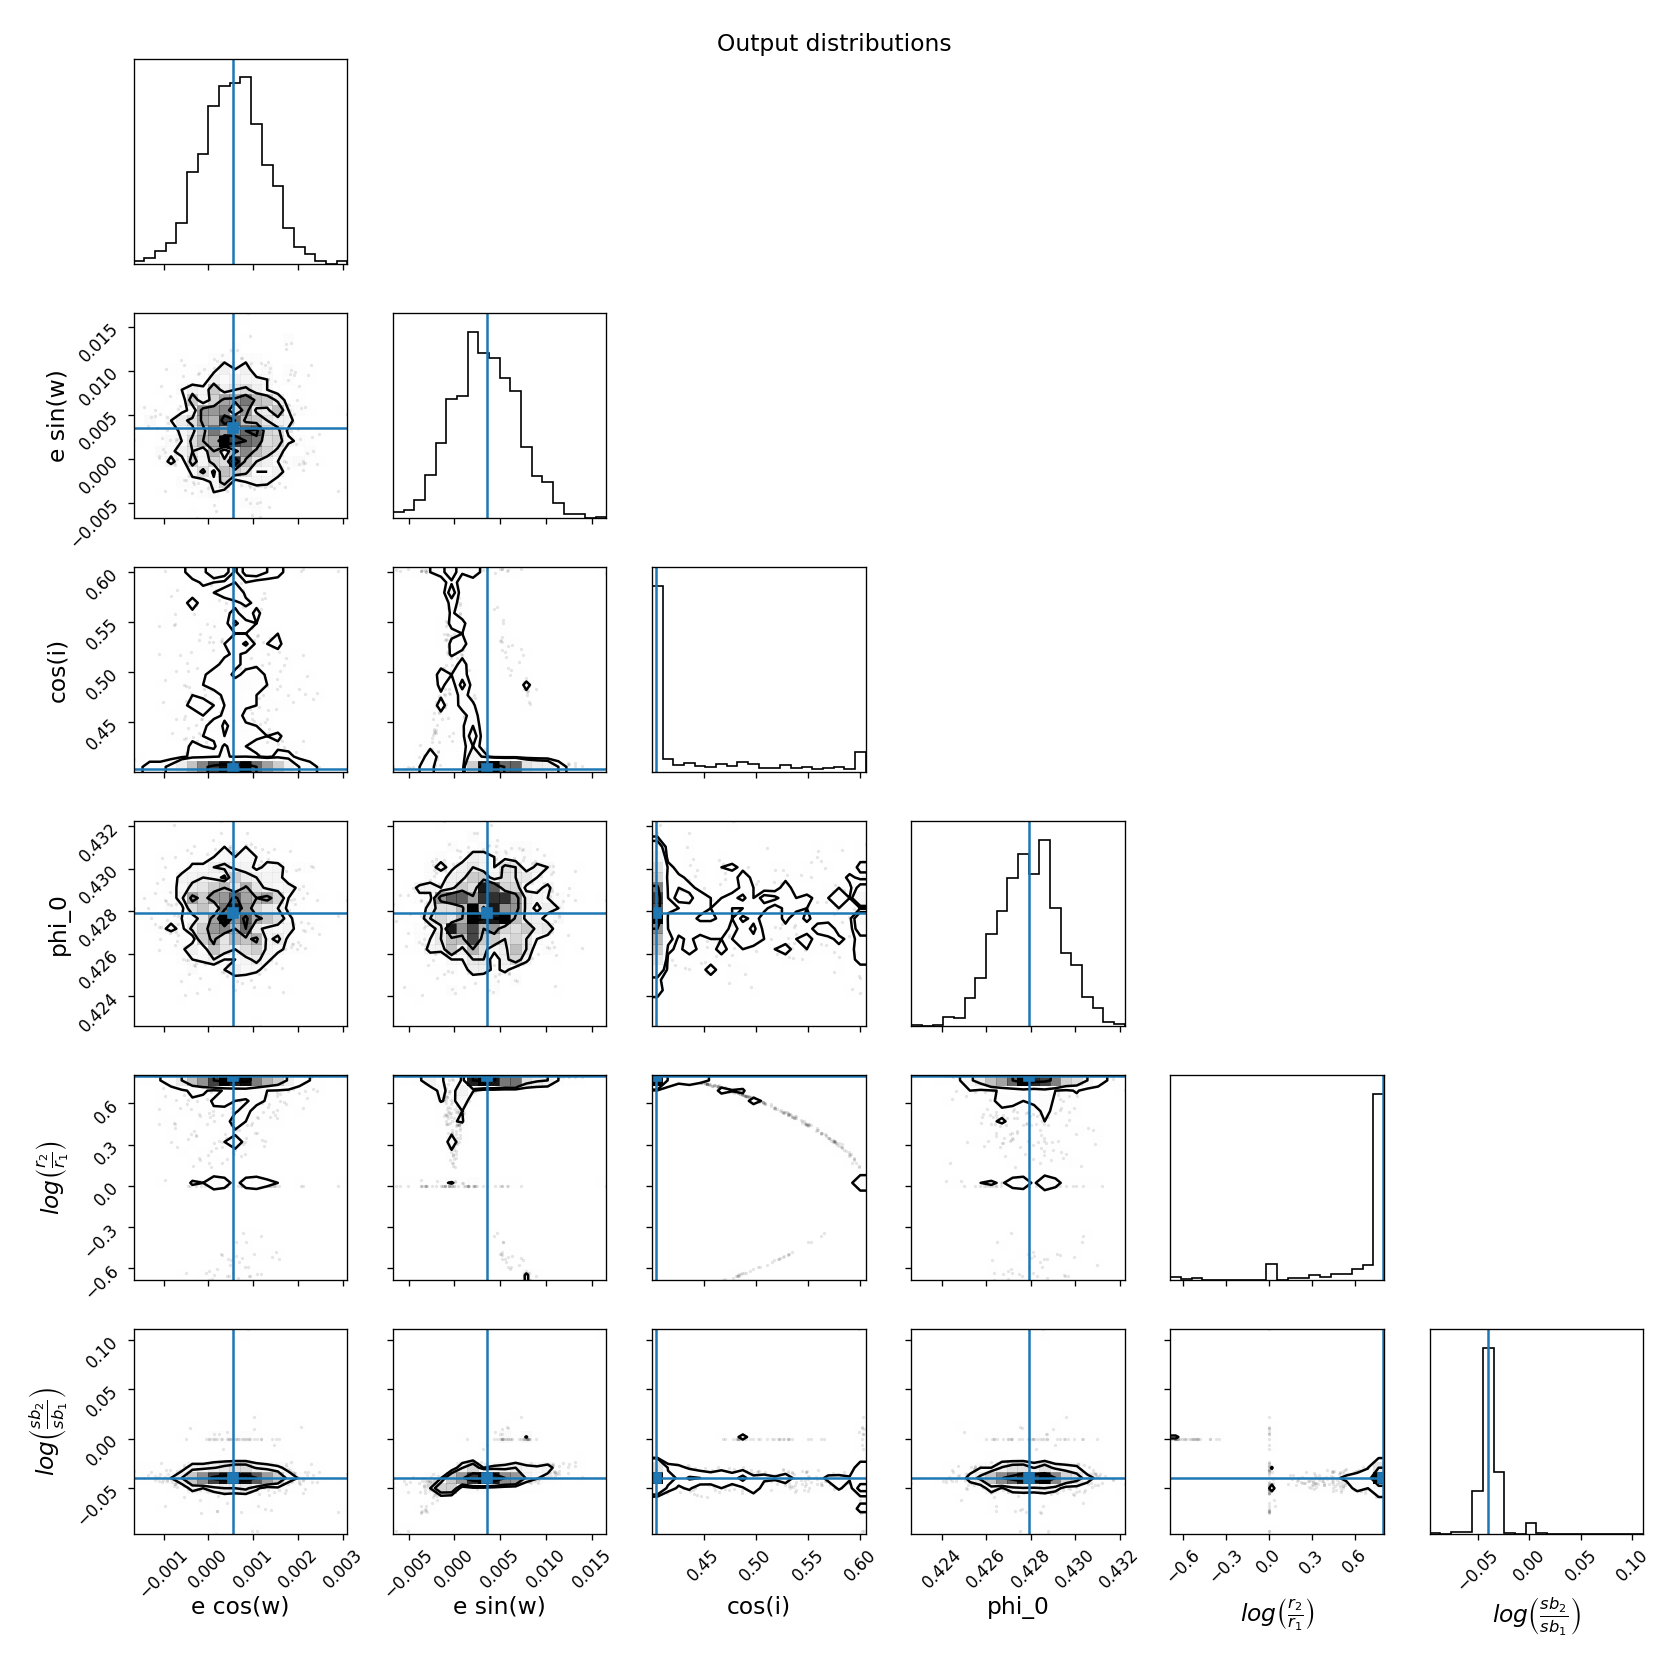 Output distributions
e sin(w)
0.015
0.010
0.005
0.000
−0.005
cos(i)
0.60
0.55
0.50
0.45
phi_0
0.432
0.430
0.428
0.426
0.424
log(r₂/r₁)
0.6
0.3
0.0
−0.3
−0.6
log(sb₂/sb₁)
0.10
0.05
0.00
−0.05
−0.001 0.000 0.001 0.002 0.003
−0.005 0.000 0.005 0.010 0.015
0.45 0.50 0.55 0.60
0.424 0.426 0.428 0.430 0.432
−0.6 −0.3 0.0 0.3 0.6
−0.05 0.00 0.05 0.10
e cos(w)
e sin(w)
cos(i)
phi_0
log(r₂/r₁)
log(sb₂/sb₁)